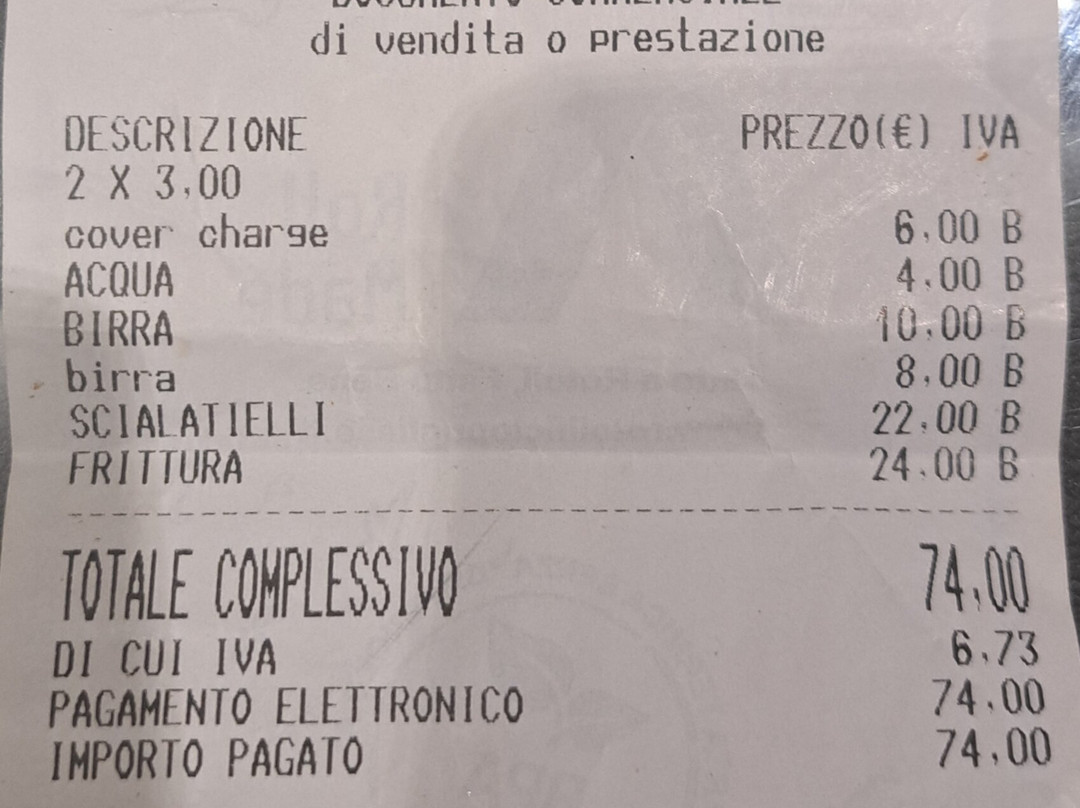 di vendita o prestazione
DESCRIZIONE PREZZO(€) IVA
2 X 3,00
cover charge 6,00 B
ACQUA 4,00 B
BIRRA 10,00 B
birra 8,00 B
SCIALATIELLI 22,00 B
FRITTURA 24,00 B
TOTALE COMPLESSIVO 74,00
DI CUI IVA 6,73
PAGAMENTO ELETTRONICO 74,00
IMPORTO PAGATO 74,00